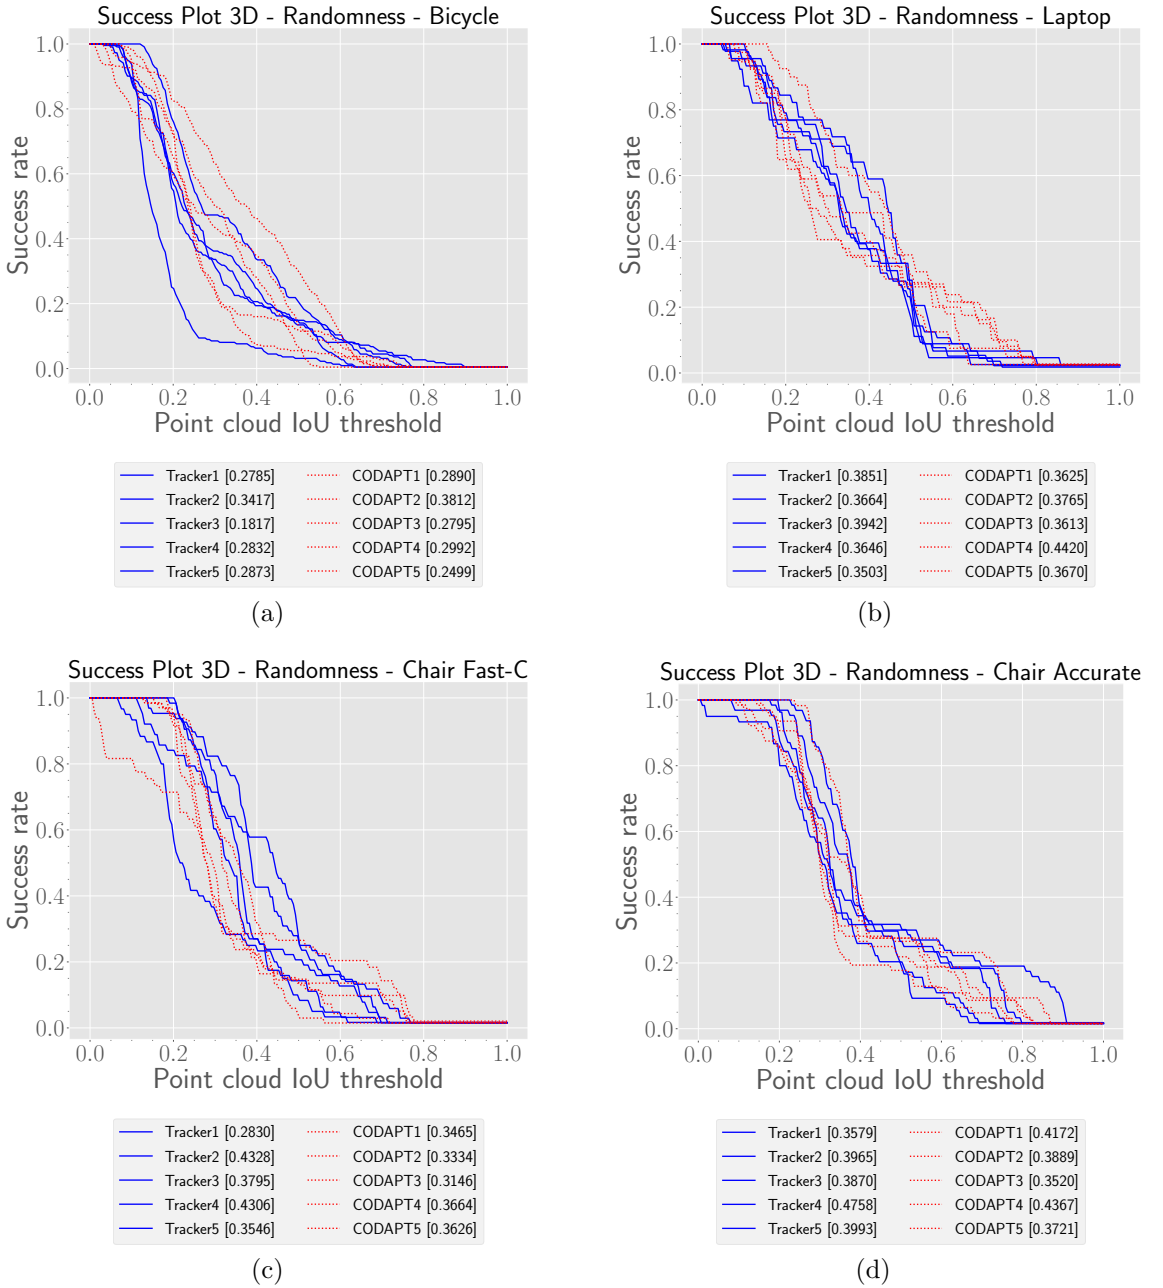 Success Plot 3D - Randomness - Bicycle
Success rate
1.0
0.8
0.6
0.4
0.2
0.0
0.0 0.2 0.4 0.6 0.8 1.0
Point cloud IoU threshold
Tracker1 [0.2785] CODAPT1 [0.2890]
Tracker2 [0.3417] CODAPT2 [0.3812]
Tracker3 [0.1817] CODAPT3 [0.2795]
Tracker4 [0.2832] CODAPT4 [0.2992]
Tracker5 [0.2873] CODAPT5 [0.2499]
(a)
Success Plot 3D - Randomness - Laptop
Success rate
1.0
0.8
0.6
0.4
0.2
0.0
0.0 0.2 0.4 0.6 0.8 1.0
Point cloud IoU threshold
Tracker1 [0.3851] CODAPT1 [0.3625]
Tracker2 [0.3664] CODAPT2 [0.3765]
Tracker3 [0.3942] CODAPT3 [0.3613]
Tracker4 [0.3646] CODAPT4 [0.4420]
Tracker5 [0.3503] CODAPT5 [0.3670]
(b)
Success Plot 3D - Randomness - Chair Fast-C
Success rate
1.0
0.8
0.6
0.4
0.2
0.0
0.0 0.2 0.4 0.6 0.8 1.0
Point cloud IoU threshold
Tracker1 [0.2830] CODAPT1 [0.3465]
Tracker2 [0.4328] CODAPT2 [0.3334]
Tracker3 [0.3795] CODAPT3 [0.3146]
Tracker4 [0.4306] CODAPT4 [0.3664]
Tracker5 [0.3546] CODAPT5 [0.3626]
(c)
Success Plot 3D - Randomness - Chair Accurate
Success rate
1.0
0.8
0.6
0.4
0.2
0.0
0.0 0.2 0.4 0.6 0.8 1.0
Point cloud IoU threshold
Tracker1 [0.3579] CODAPT1 [0.4172]
Tracker2 [0.3965] CODAPT2 [0.3889]
Tracker3 [0.3870] CODAPT3 [0.3520]
Tracker4 [0.4758] CODAPT4 [0.4367]
Tracker5 [0.3993] CODAPT5 [0.3721]
(d)